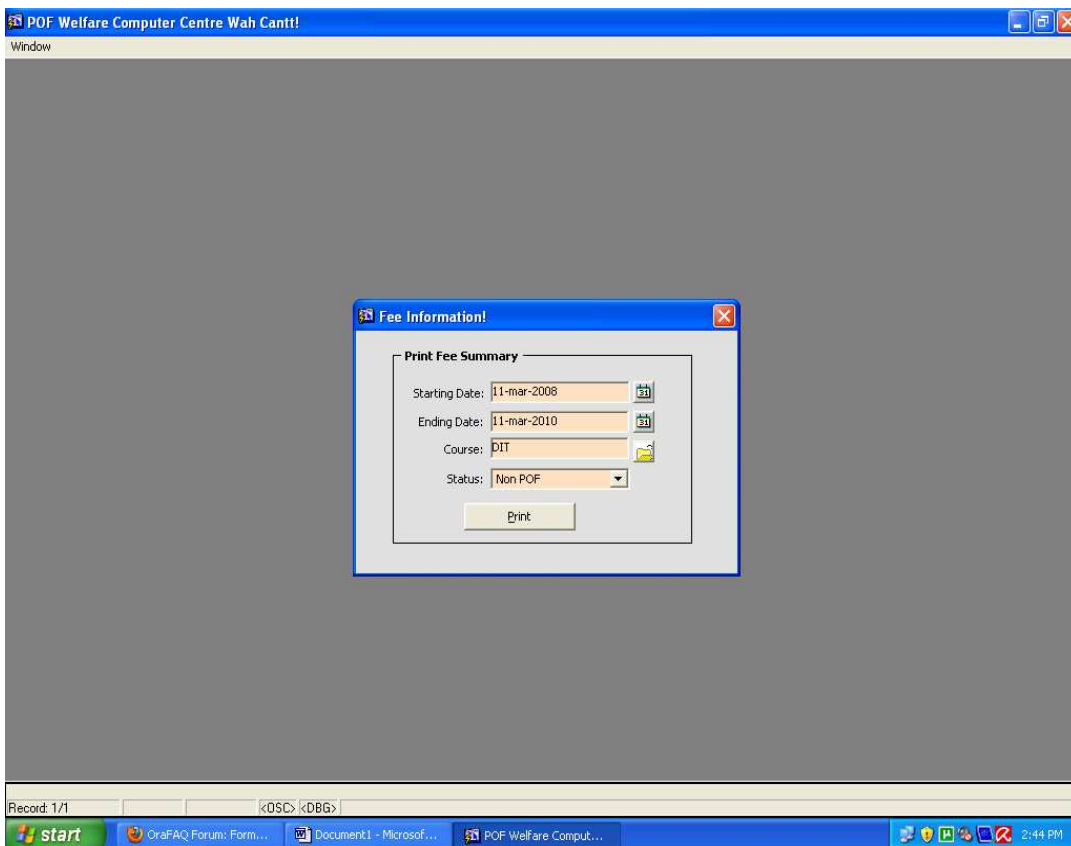 POF Welfare Computer Centre Wah Cantt!
Window
Fee Information!
Print Fee Summary
Starting Date: 11-mar-2008
Ending Date: 11-mar-2010
Course: DIT
Status: Non POF
Print
Record: 1/1 <OSC> <DBG>
start OraFAQ Forum: Form... Document1 - Microsof... POF Welfare Comput... 2:44 PM